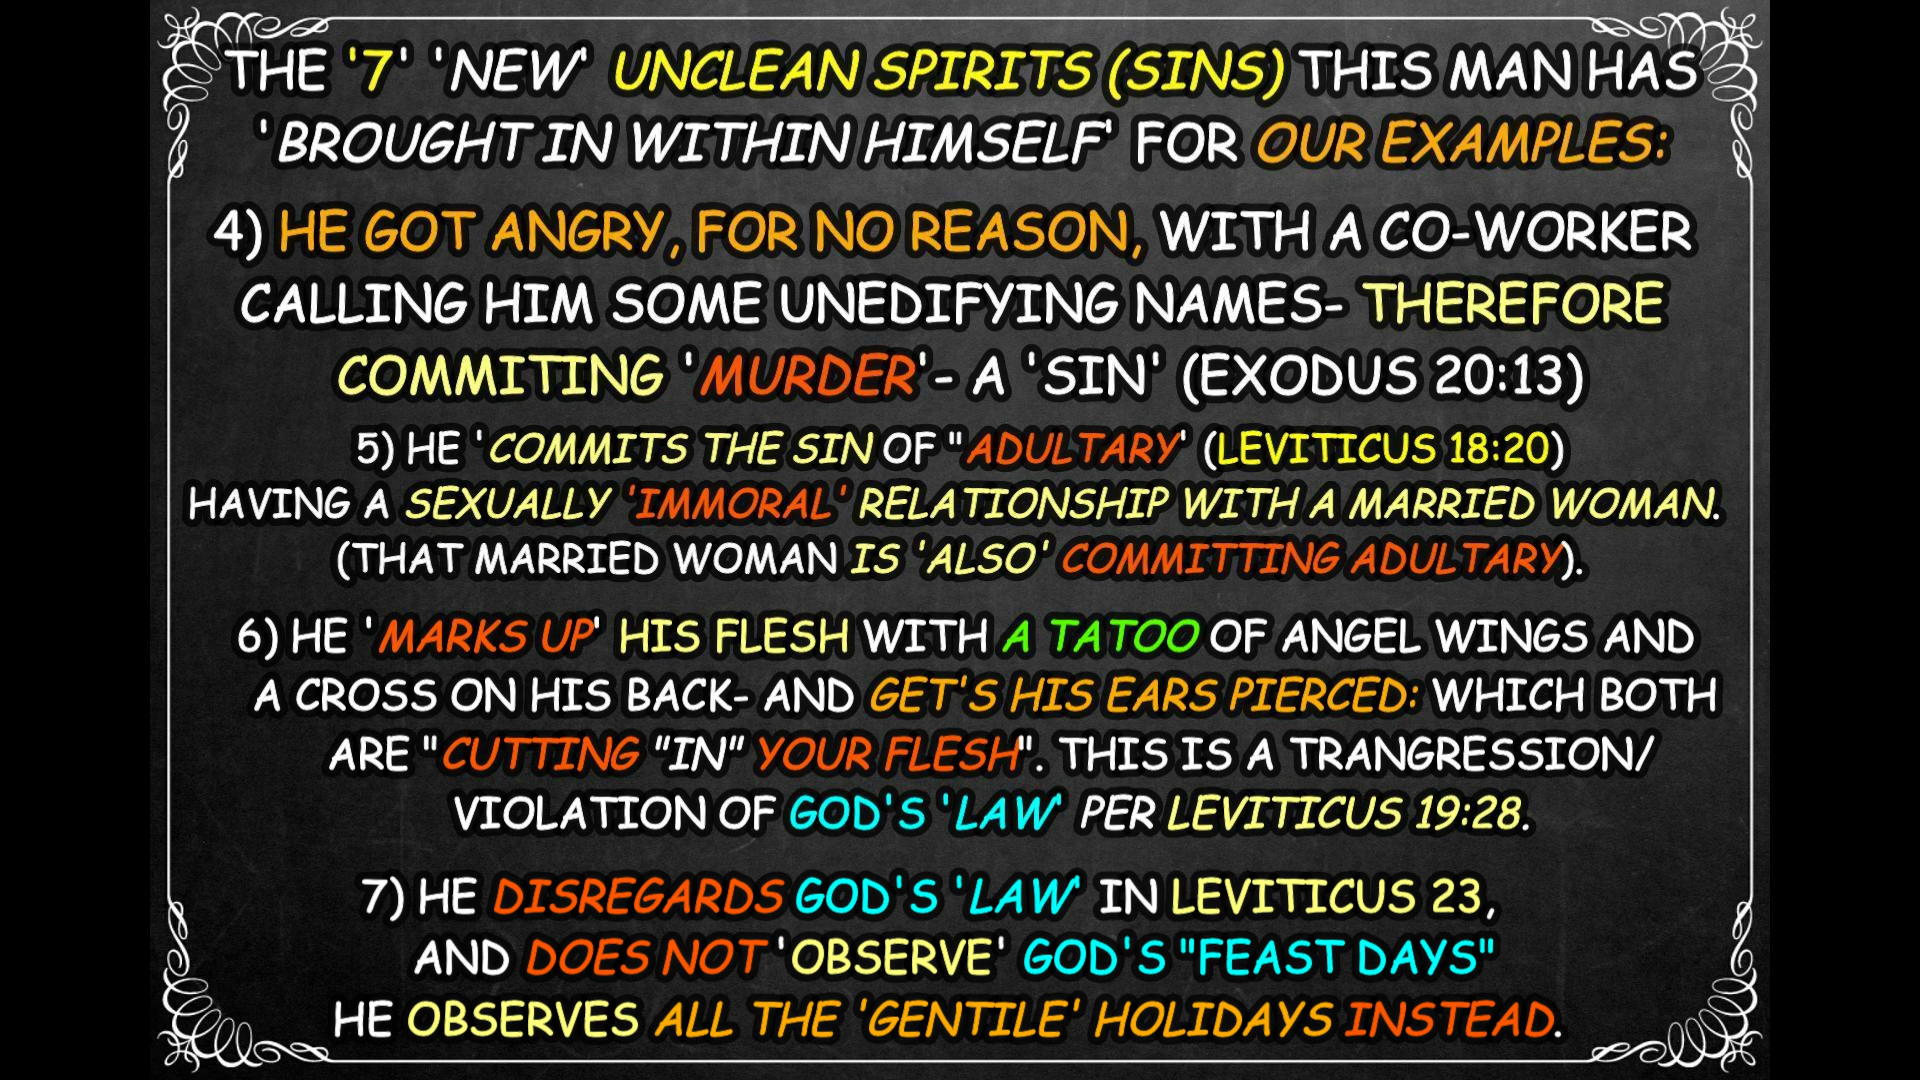 THE '7' 'NEW' UNCLEAN SPIRITS (SINS) THIS MAN HAS
'BROUGHT IN WITHIN HIMSELF' FOR OUR EXAMPLES:
4) HE GOT ANGRY, FOR NO REASON, WITH A CO-WORKER
CALLING HIM SOME UNEDIFYING NAMES- THEREFORE
COMMITING 'MURDER'- A 'SIN' (EXODUS 20:13)
5) HE 'COMMITS THE SIN OF "ADULTARY' (LEVITICUS 18:20)
HAVING A SEXUALLY 'IMMORAL' RELATIONSHIP WITH A MARRIED WOMAN.
(THAT MARRIED WOMAN IS 'ALSO' COMMITTING ADULTARY).
6) HE 'MARKS UP' HIS FLESH WITH A TATOO OF ANGEL WINGS AND
A CROSS ON HIS BACK- AND GET'S HIS EARS PIERCED: WHICH BOTH
ARE "CUTTING "IN" YOUR FLESH". THIS IS A TRANGRESSION/
VIOLATION OF GOD'S 'LAW' PER LEVITICUS 19:28.
7) HE DISREGARDS GOD'S 'LAW' IN LEVITICUS 23,
AND DOES NOT 'OBSERVE' GOD'S "FEAST DAYS"
HE OBSERVES ALL THE 'GENTILE' HOLIDAYS INSTEAD.